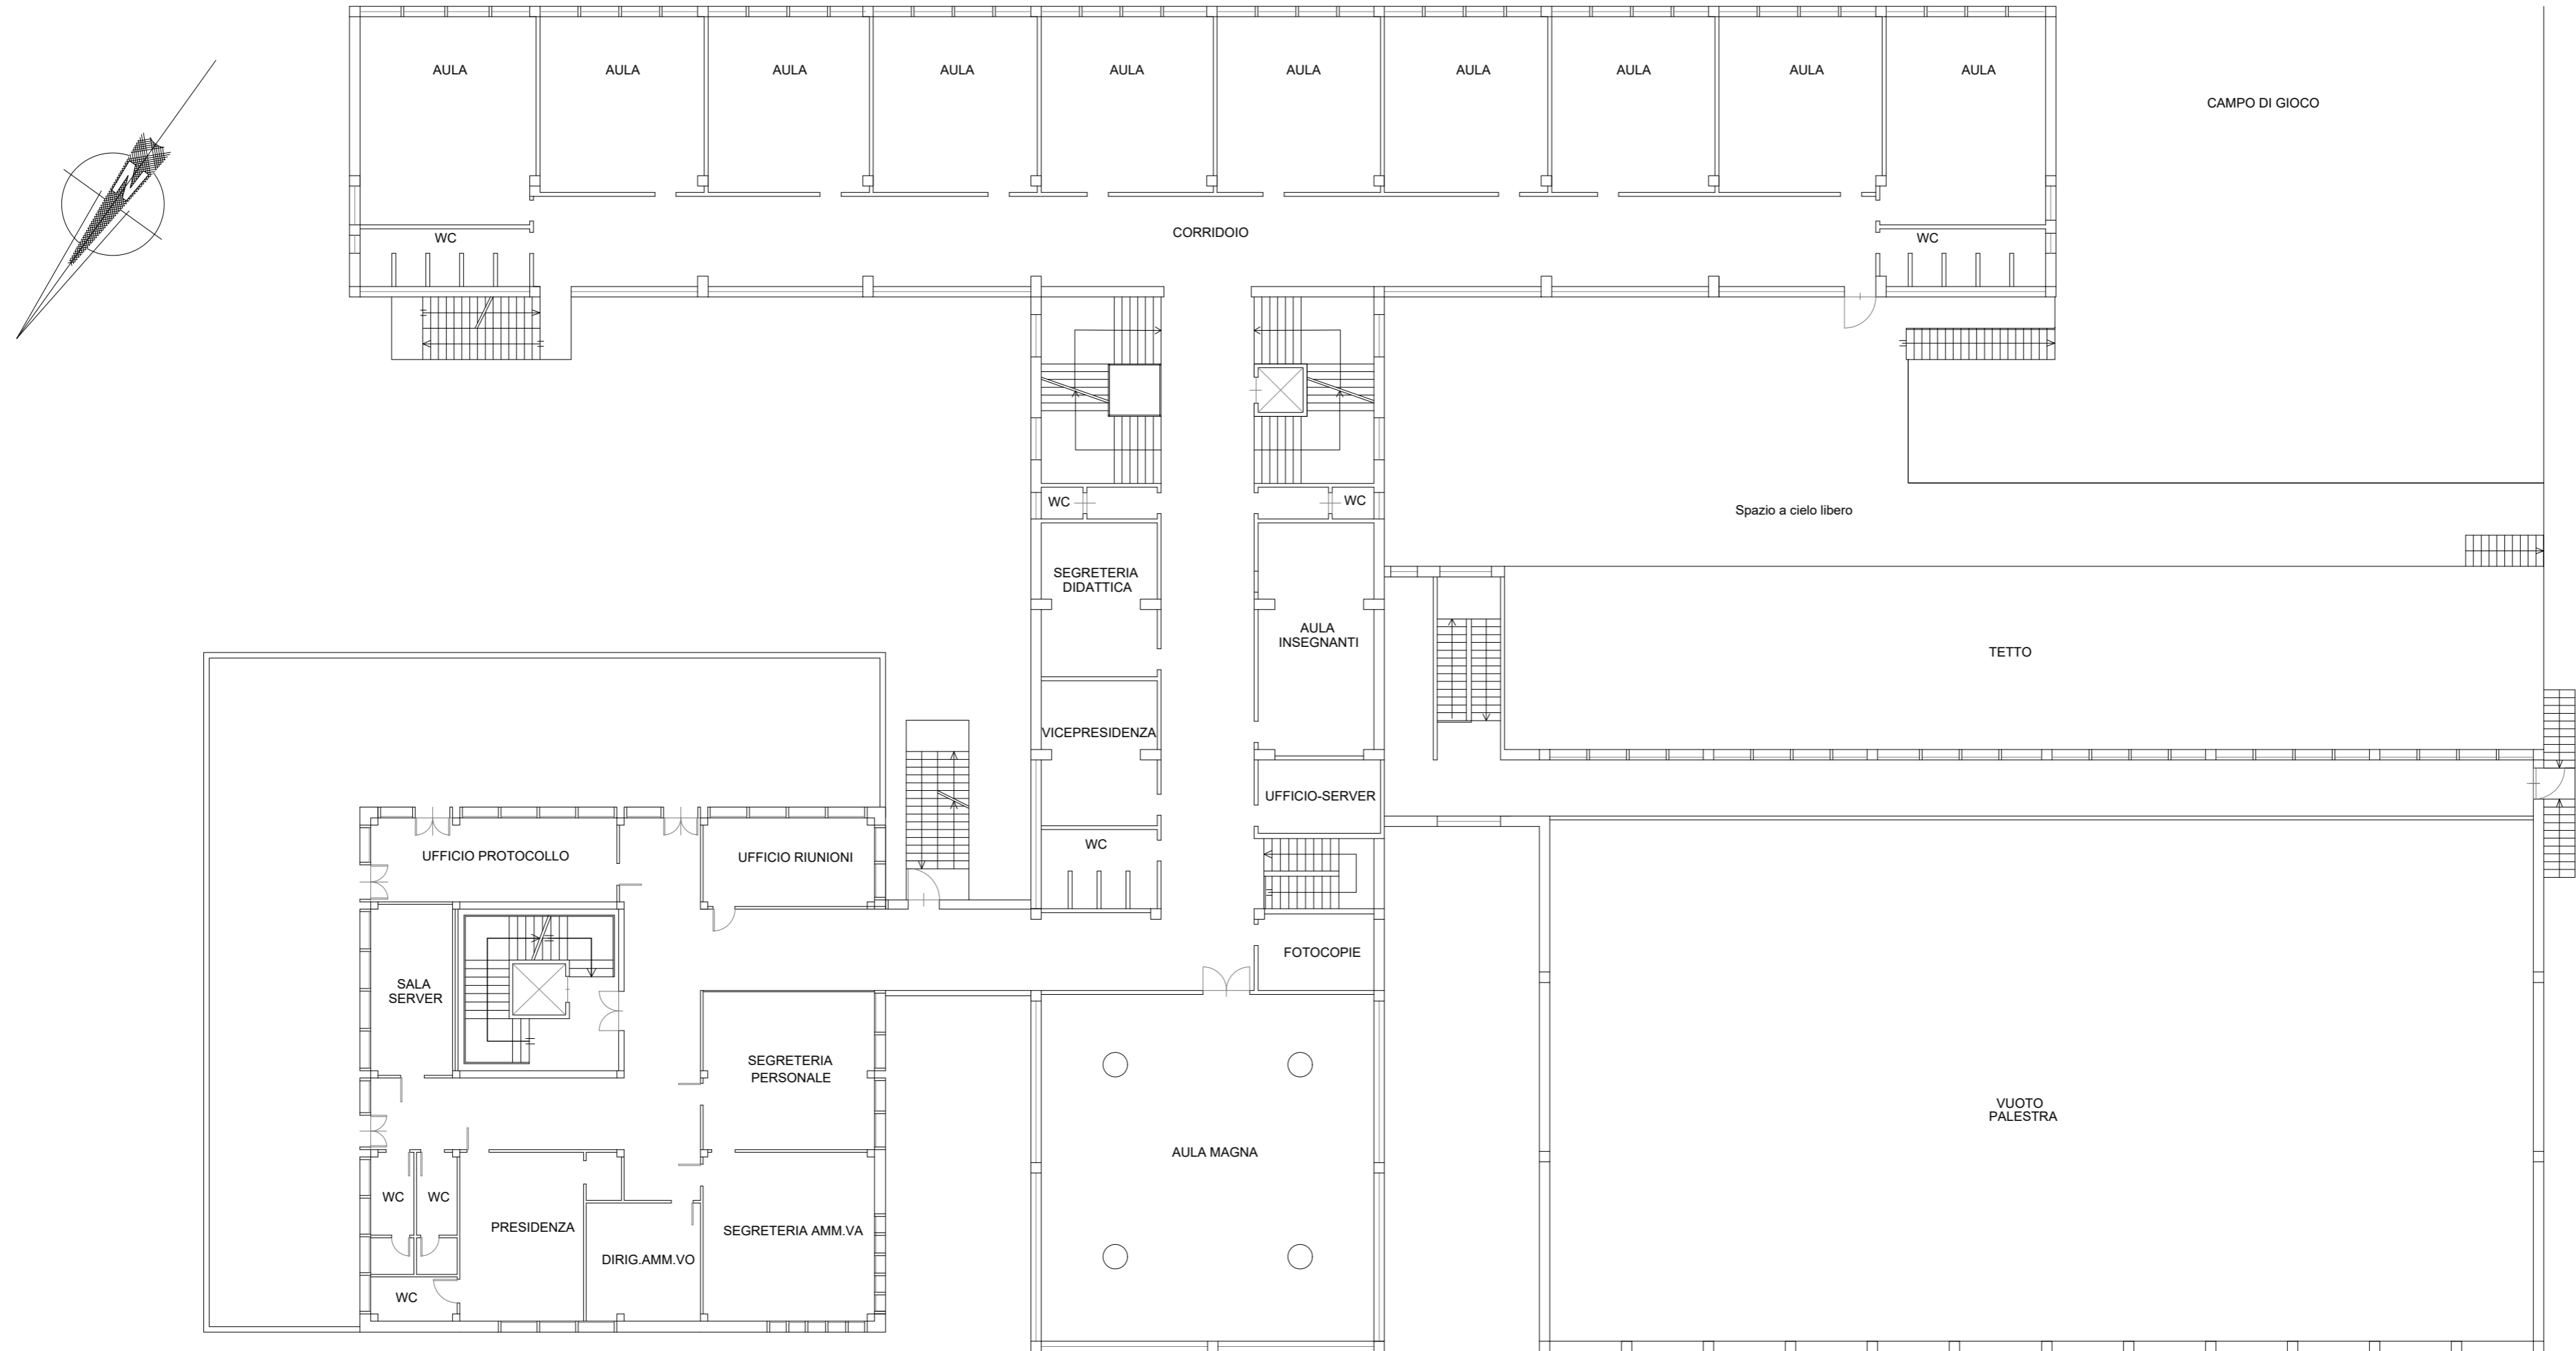 AULA
AULA
AULA
AULA
AULA
AULA
AULA
AULA
AULA
AULA
CAMPO DI GIOCO
WC
CORRIDOIO
WC
WC
WC
Spazio a cielo libero
SEGRETERIA
DIDATTICA
AULA
INSEGNANTI
TETTO
VICEPRESIDENZA
UFFICIO-SERVER
WC
UFFICIO PROTOCOLLO
UFFICIO RIUNIONI
FOTOCOPIE
SALA
SERVER
SEGRETERIA
PERSONALE
VUOTO
PALESTRA
AULA MAGNA
WC
WC
PRESIDENZA
SEGRETERIA AMM.VA
DIRIG.AMM.VO
WC